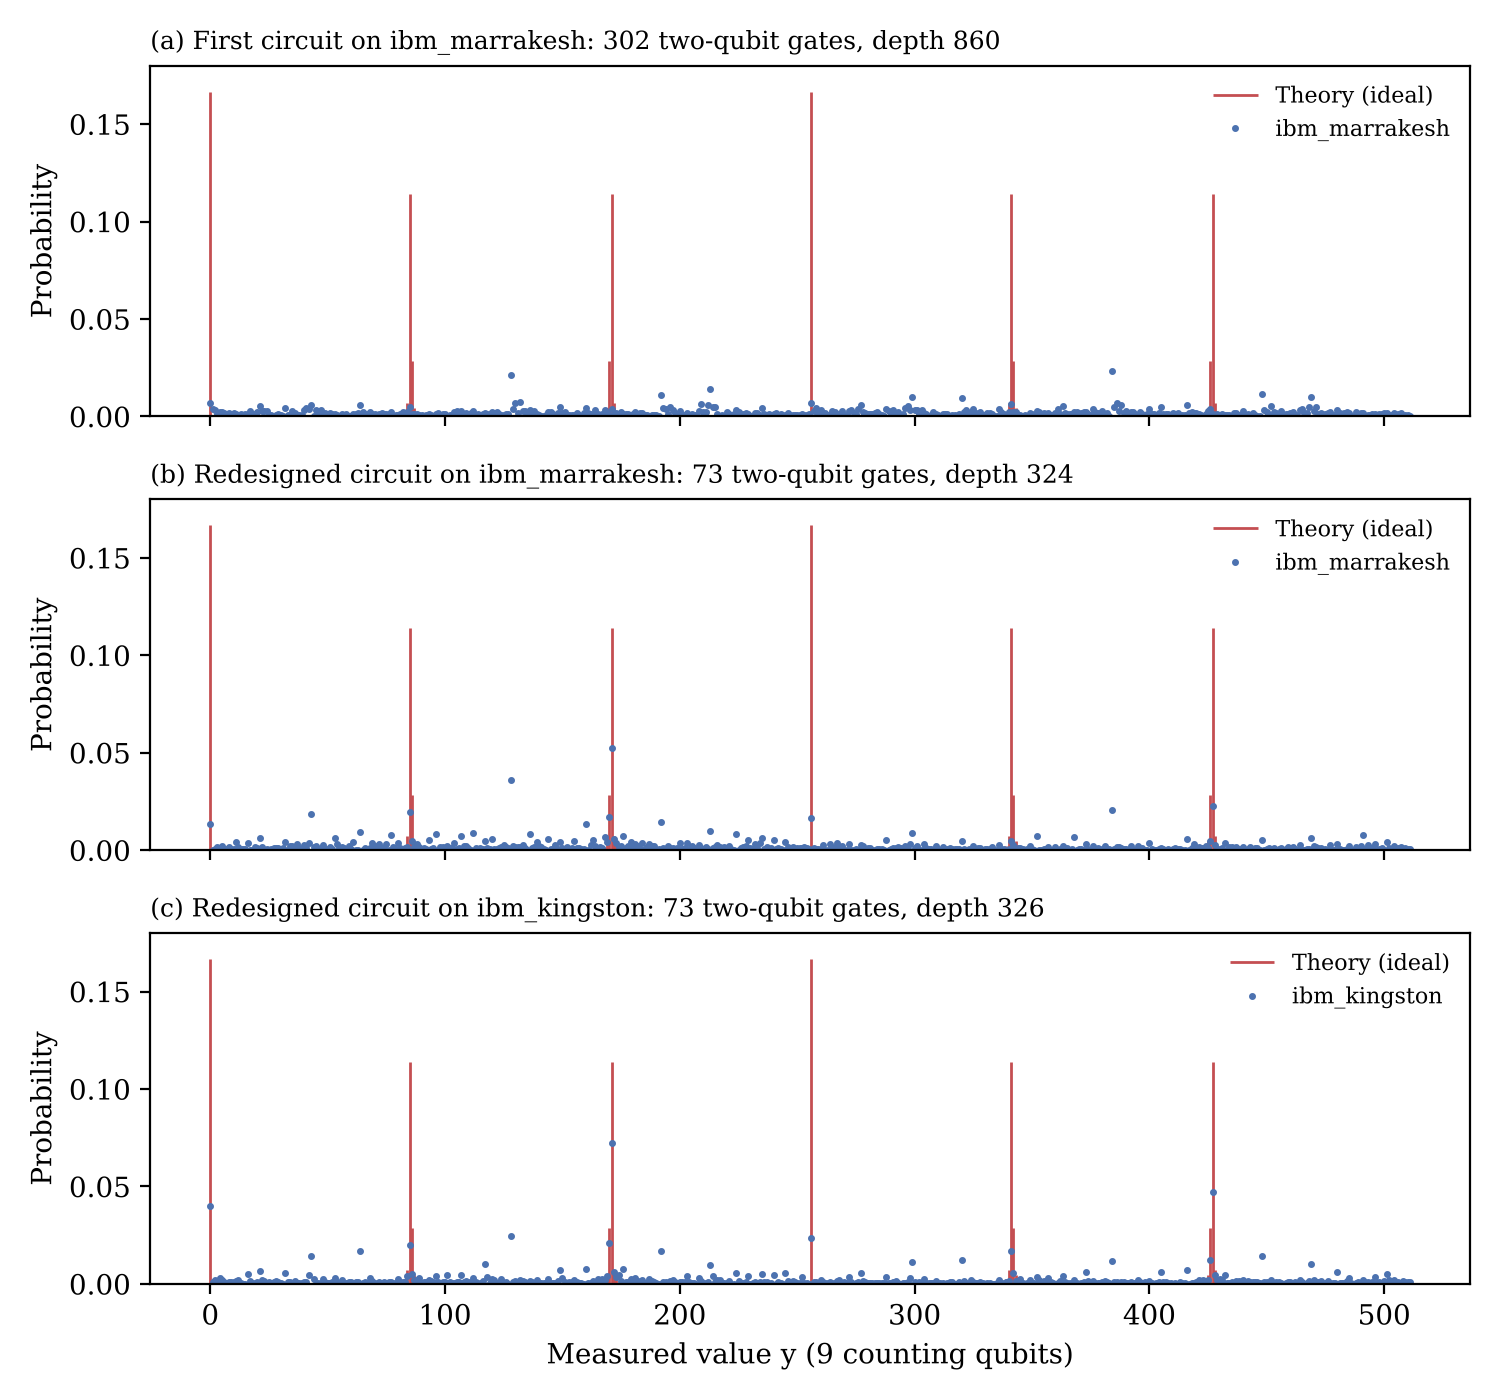 (a) First circuit on ibm_marrakesh: 302 two-qubit gates, depth 860
Probability
0.15
0.10
0.05
0.00
Theory (ideal)
ibm_marrakesh
(b) Redesigned circuit on ibm_marrakesh: 73 two-qubit gates, depth 324
Probability
0.15
0.10
0.05
0.00
Theory (ideal)
ibm_marrakesh
(c) Redesigned circuit on ibm_kingston: 73 two-qubit gates, depth 326
Probability
0.15
0.10
0.05
0.00
Theory (ideal)
ibm_kingston
0 100 200 300 400 500
Measured value y (9 counting qubits)